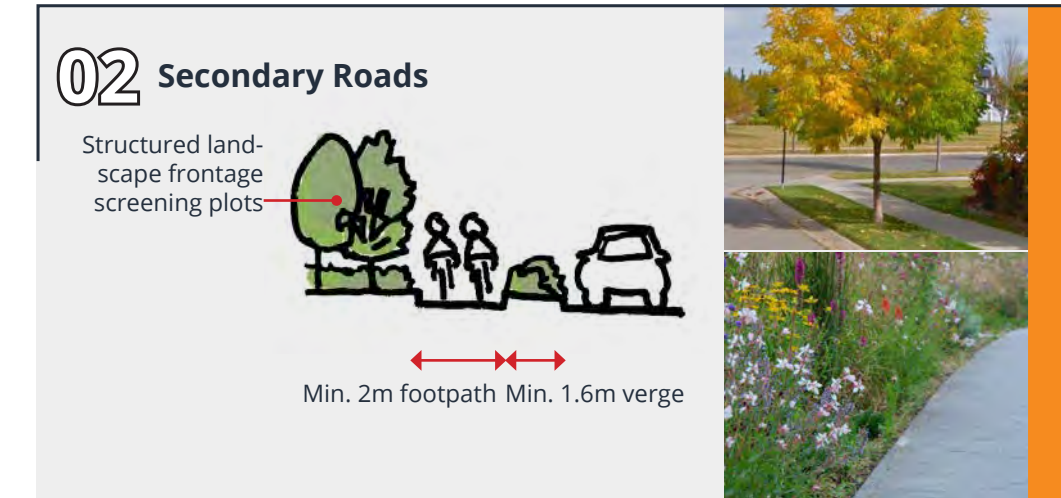 02 Secondary Roads
Structured land-
scape frontage
screening plots
Min. 2m footpath Min. 1.6m verge